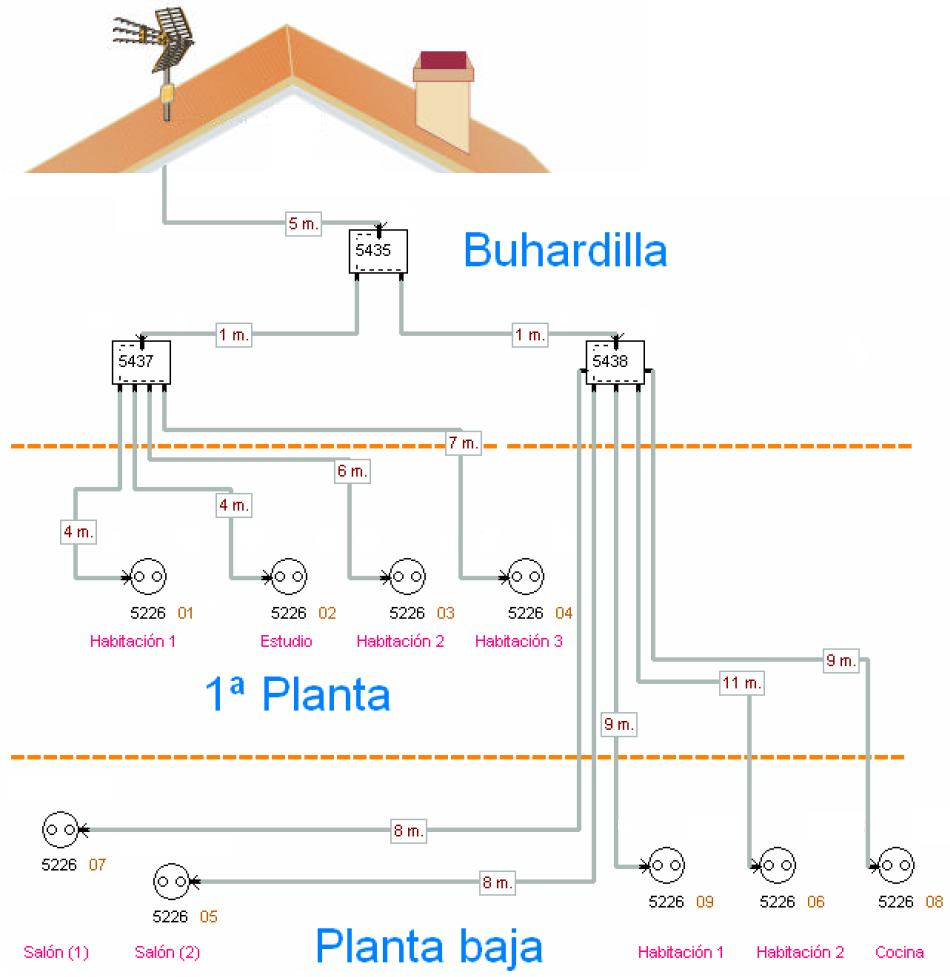 5 m.
5435
Buhardilla
1 m.
1 m.
5437
5438
7 m.
6 m.
4 m.
4 m.
5226 01
5226 02
5226 03
5226 04
Habitación 1
Estudio
Habitación 2
Habitación 3
1ª Planta
9 m.
11 m.
9 m.
8 m.
5226 07
8 m.
5226 05
5226 09
5226 06
5226 08
Salón (1)
Salón (2)
Planta baja
Habitación 1
Habitación 2
Cocina